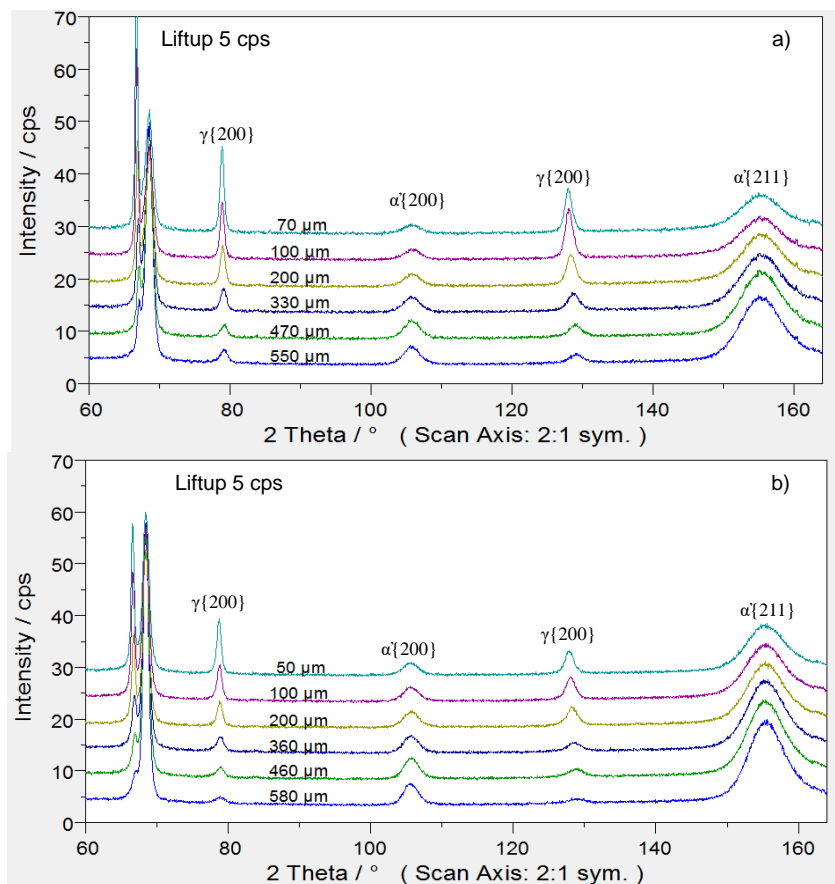 70
Liftup 5 cps
a)
60
50
γ{200}
γ{200}
40
α'{200}
α'{211}
30
70 µm
100 µm
20
200 µm
330 µm
10
470 µm
550 µm
0
Intensity / cps
60 80 100 120 140 160
2 Theta / ° ( Scan Axis: 2:1 sym. )
70
Liftup 5 cps
b)
60
50
γ{200}
γ{200}
α'{211}
40
α'{200}
30
50 µm
100 µm
20
200 µm
360 µm
10
460 µm
580 µm
0
Intensity / cps
60 80 100 120 140 160
2 Theta / ° ( Scan Axis: 2:1 sym. )